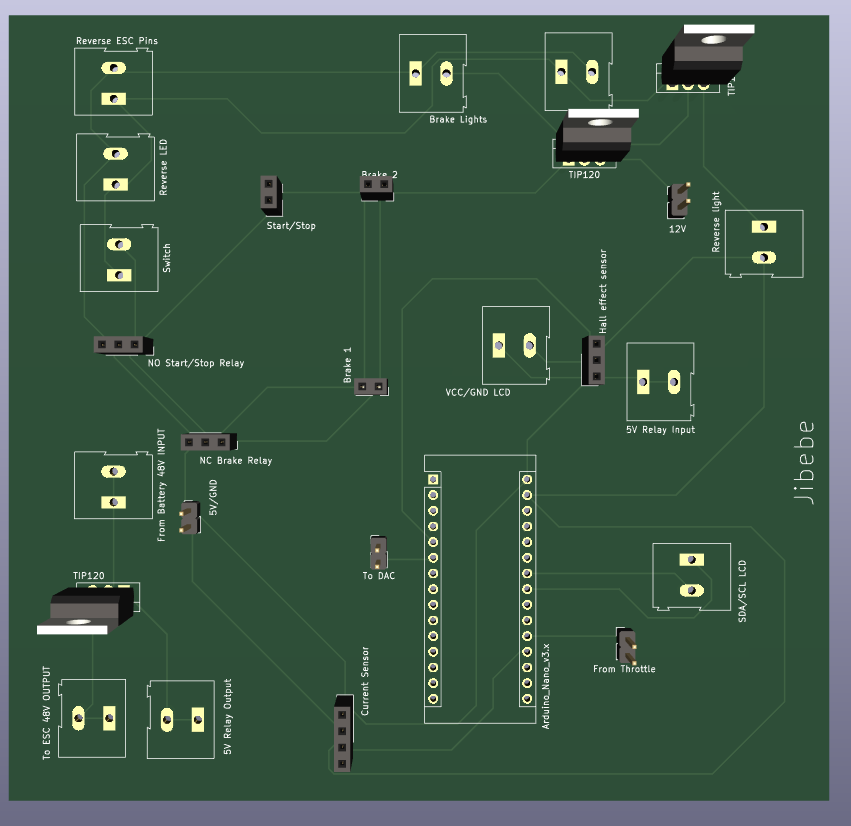 Reverse ESC Pins
Brake Lights
TIP120
Reverse LED
Brake 2
Start/Stop
12V
Reverse light
Switch
Hall effect sensor
NO Start/Stop Relay
Brake 1
VCC/GND LCD
5V Relay Input
Jibebe
NC Brake Relay
From Battery 48V INPUT
5V/GND
To DAC
TIP120
SDA/SCL LCD
From Throttle
Arduino_Nano_v3.x
Current Sensor
To ESC 48V OUTPUT
5V Relay Output